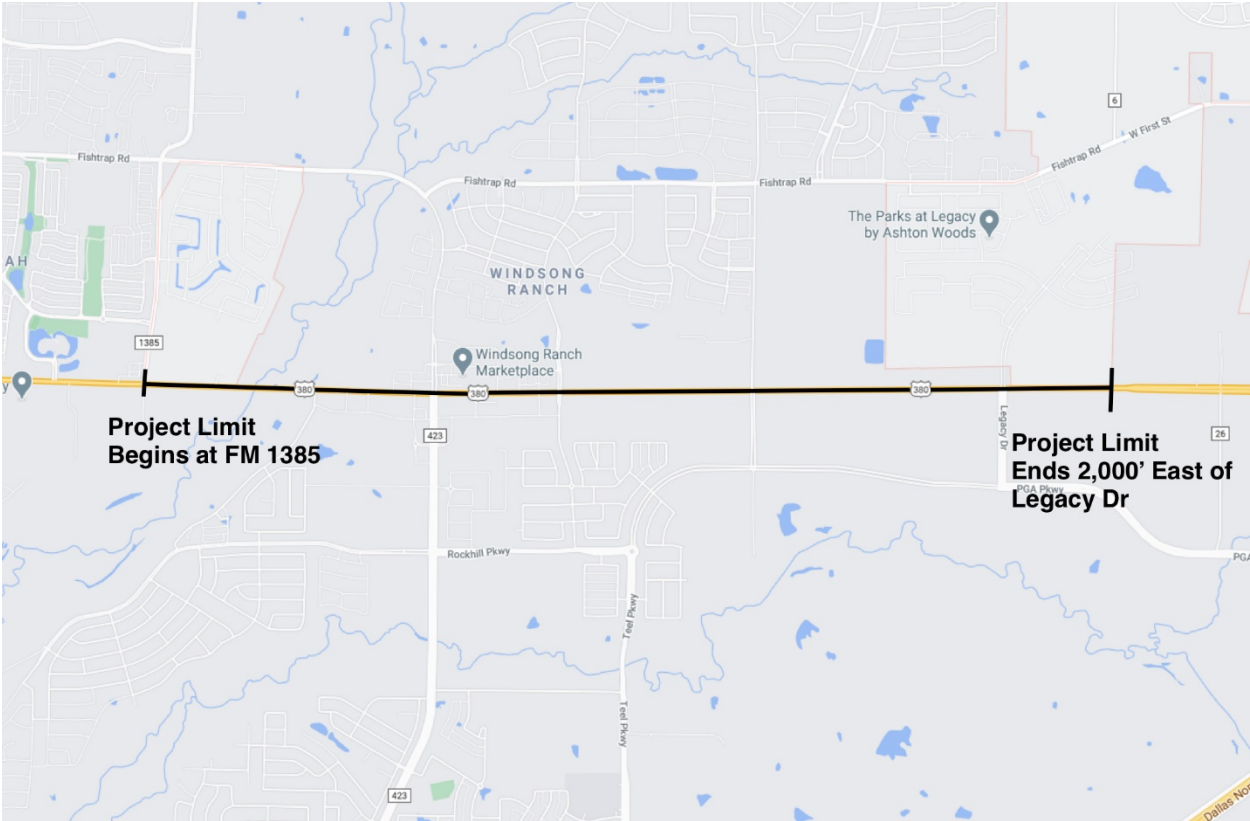 6
W First St
Fishtrap Rd
Fishtrap Rd
Fishtrap Rd
Fishtrap Rd
The Parks at Legacy
by Ashton Woods
AH
WINDSONG
RANCH
1385
Windsong Ranch
Marketplace
y
380
380
380
Legacy Dr
Project Limit
Begins at FM 1385
423
26
Project Limit
Ends 2,000’ East of
Legacy Dr
PGA Pkwy
Rockhill Pkwy
PGA
Teel Pkwy
Teel Pkwy
423
Dallas Nor